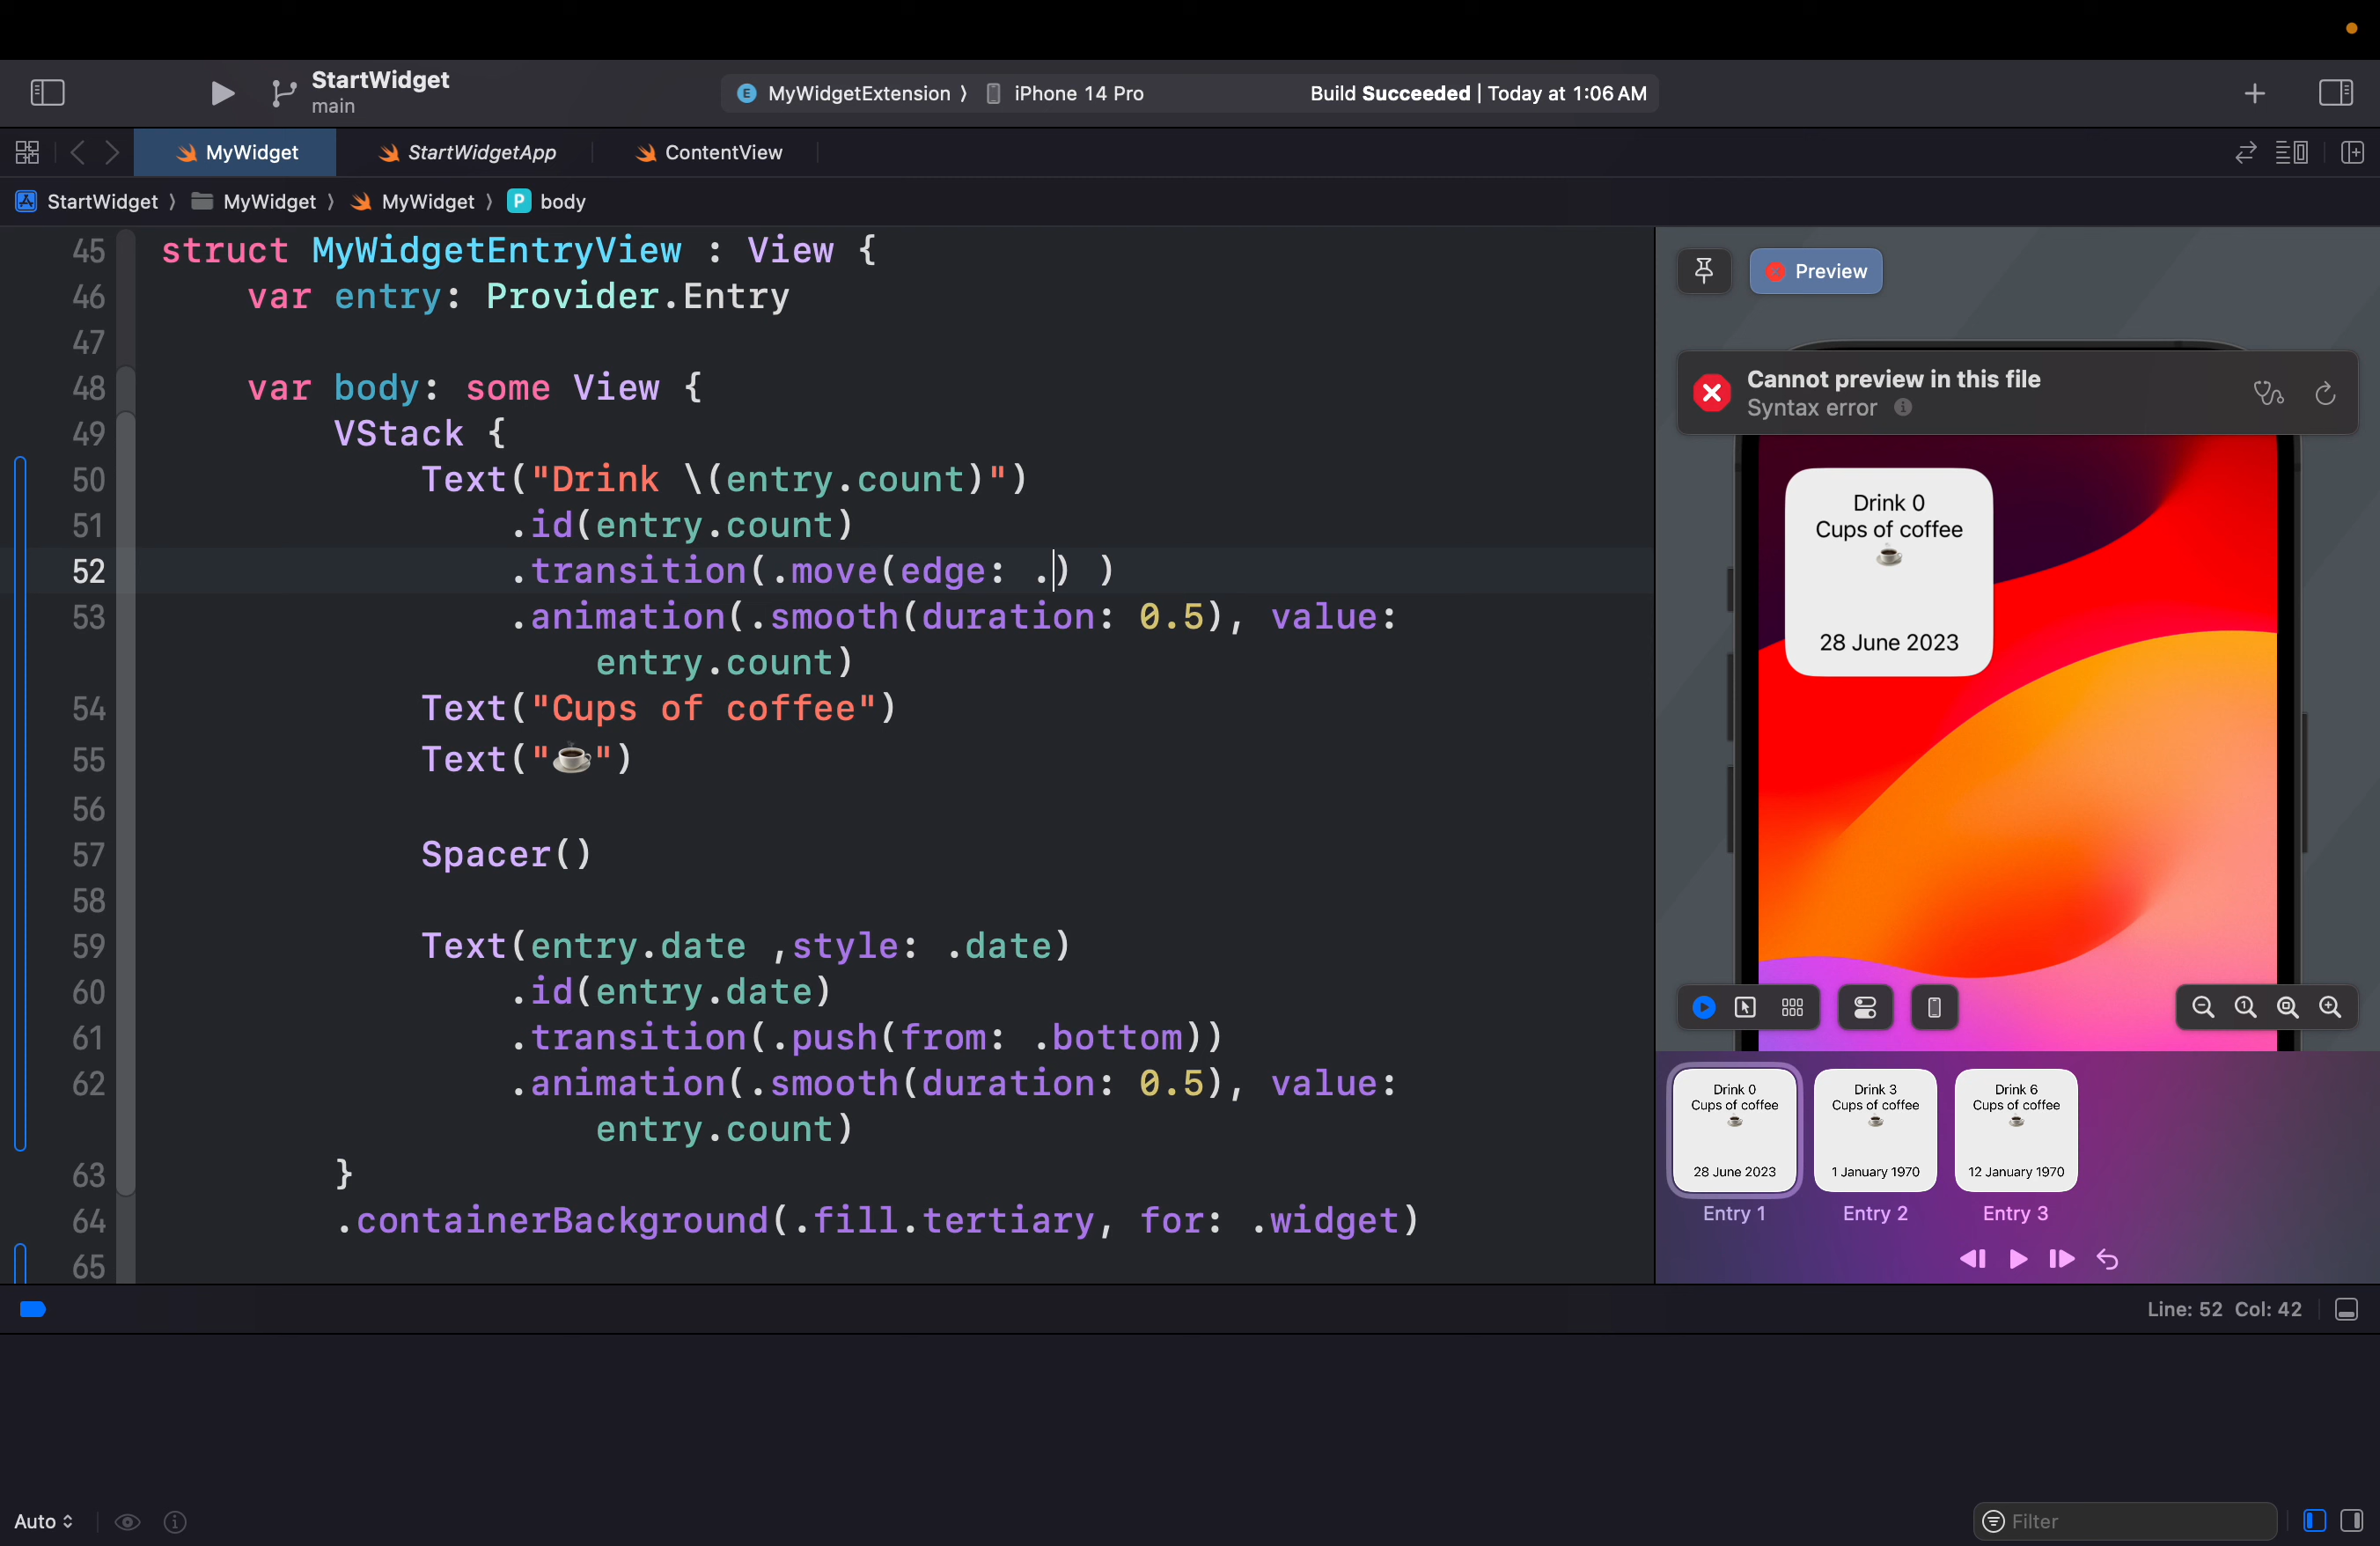 StartWidget
main
E MyWidgetExtension 〉 iPhone 14 Pro
Build Succeeded | Today at 1:06 AM
MyWidget
StartWidgetApp
ContentView
StartWidget 〉 MyWidget 〉 MyWidget 〉 P body
45 struct MyWidgetEntryView : View {
46 var entry: Provider.Entry
47
48 var body: some View {
49 VStack {
50 Text("Drink \(entry.count)")
51 .id(entry.count)
52 .transition(.move(edge: .) )
53 .animation(.smooth(duration: 0.5), value:
entry.count)
54 Text("Cups of coffee")
55 Text("☕️")
56
57 Spacer()
58
59 Text(entry.date ,style: .date)
60 .id(entry.date)
61 .transition(.push(from: .bottom))
62 .animation(.smooth(duration: 0.5), value:
entry.count)
63 }
64 .containerBackground(.fill.tertiary, for: .widget)
65
Preview
Cannot preview in this file
Syntax error
Drink 0
Cups of coffee
☕️
28 June 2023
Drink 0
Cups of coffee
☕️
28 June 2023
Entry 1
Drink 3
Cups of coffee
☕️
1 January 1970
Entry 2
Drink 6
Cups of coffee
☕️
12 January 1970
Entry 3
Line: 52 Col: 42
Auto
Filter